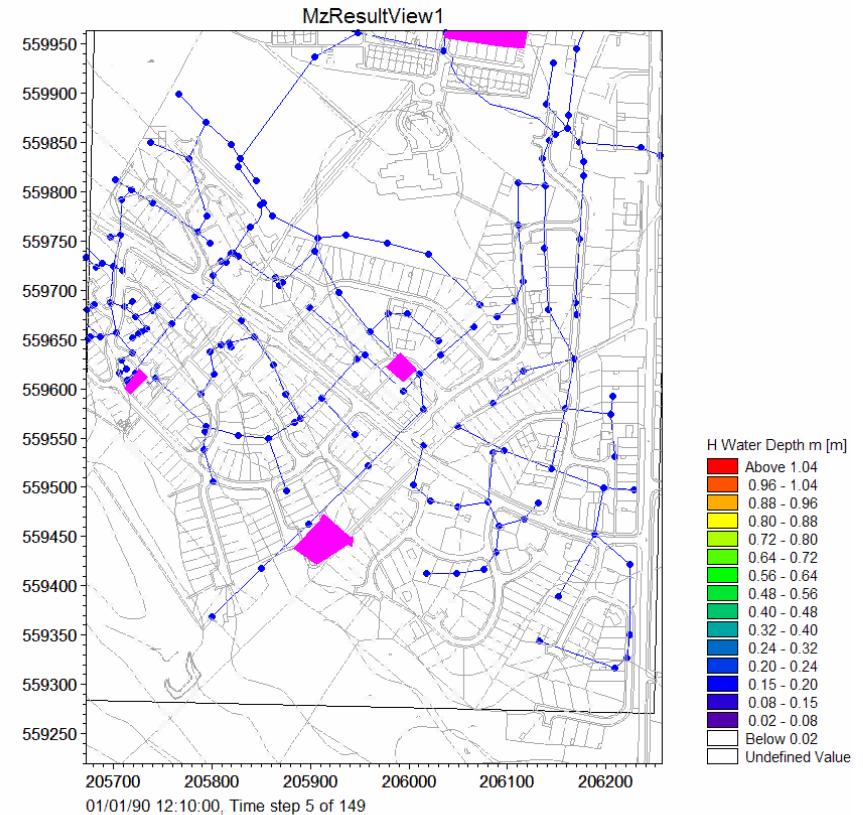 MzResultView1
559950
559900
559850
559800
559750
559700
559650
559600
559550
559500
559450
559400
559350
559300
559250
205700 205800 205900 206000 206100 206200
01/01/90 12:10:00, Time step 5 of 149
H Water Depth m [m]
Above 1.04
0.96 - 1.04
0.88 - 0.96
0.80 - 0.88
0.72 - 0.80
0.64 - 0.72
0.56 - 0.64
0.48 - 0.56
0.40 - 0.48
0.32 - 0.40
0.24 - 0.32
0.20 - 0.24
0.15 - 0.20
0.08 - 0.15
0.02 - 0.08
Below 0.02
Undefined Value